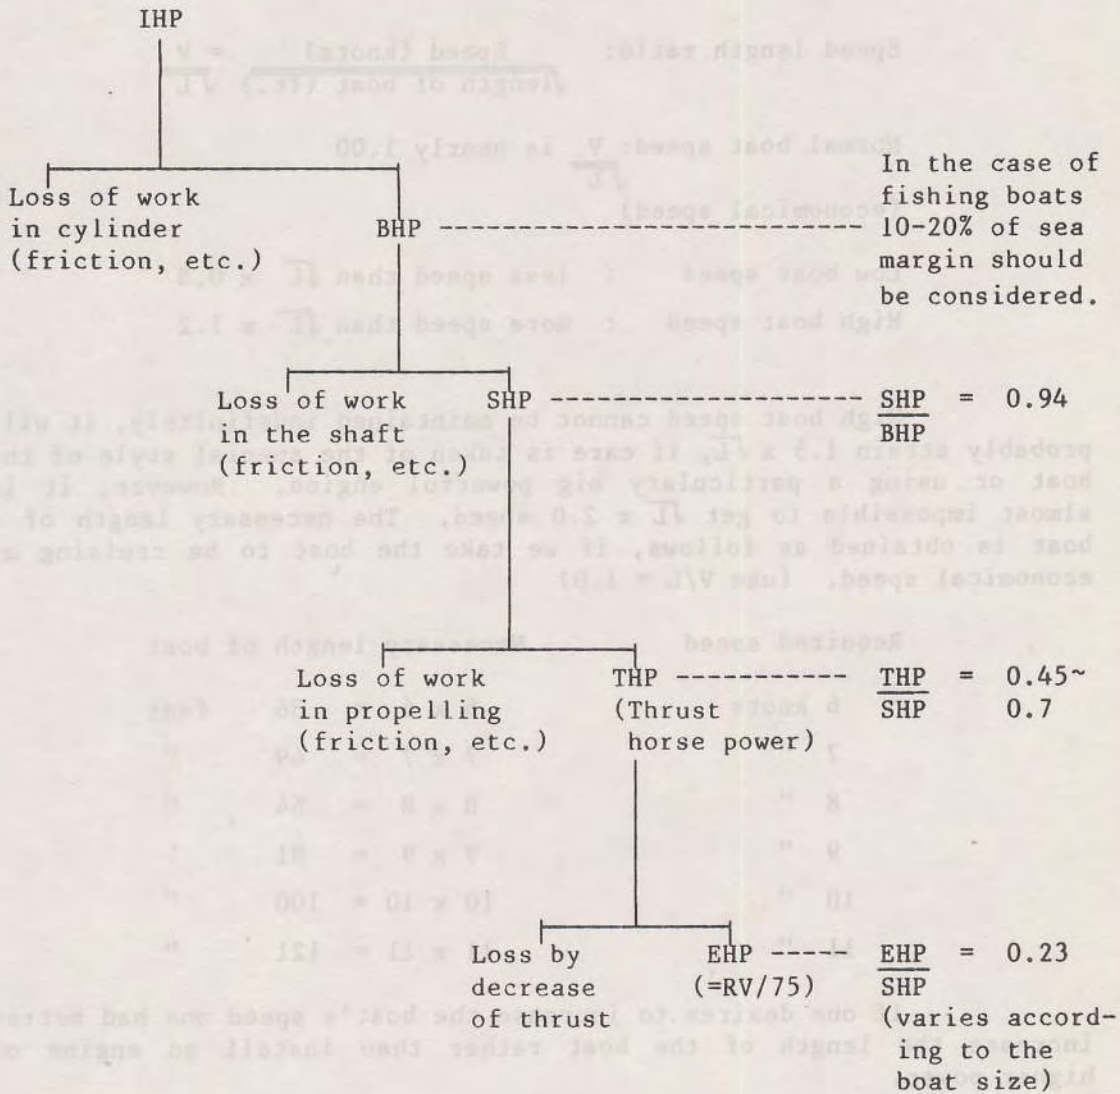 IHP
Loss of work
in cylinder
(friction, etc.)
BHP
In the case of
fishing boats
10-20% of sea
margin should
be considered.
Loss of work
in the shaft
(friction, etc.)
SHP
SHP = 0.94
BHP
Loss of work
in propelling
(friction, etc.)
THP
(Thrust
horse power)
THP = 0.45~
SHP 0.7
Loss by
decrease
of thrust
EHP
(=RV/75)
EHP = 0.23
SHP
(varies accord-
ing to the
boat size)